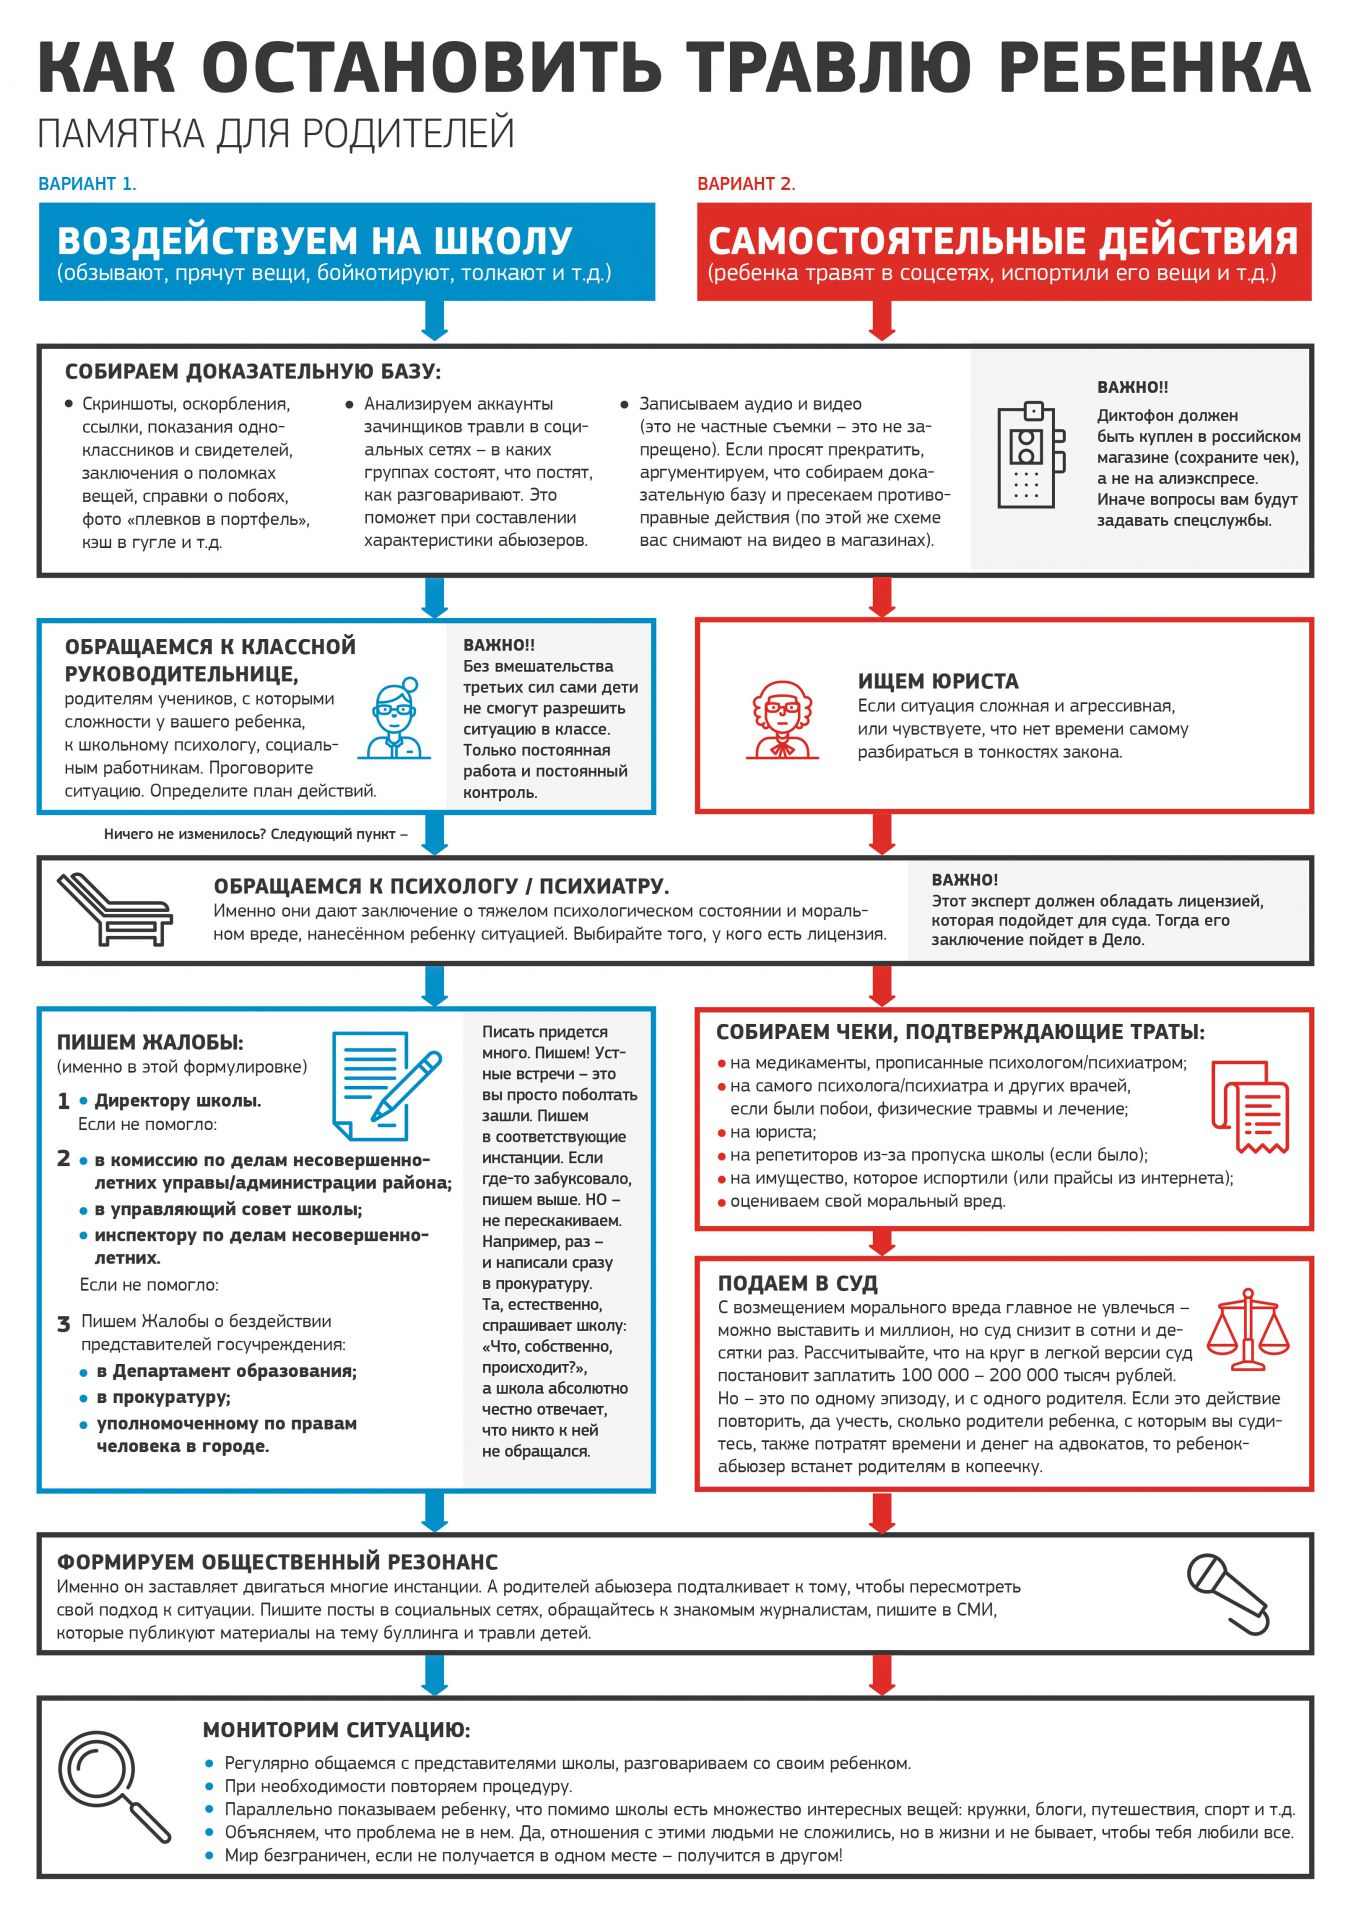 КАК ОСТАНОВИТЬ ТРАВЛЮ РЕБЕНКА
ПАМЯТКА ДЛЯ РОДИТЕЛЕЙ
ВАРИАНТ 1.
ВОЗДЕЙСТВУЕМ НА ШКОЛУ
(обзывают, прячут вещи, бойкотируют, толкают и т.д.)
ВАРИАНТ 2.
САМОСТОЯТЕЛЬНЫЕ ДЕЙСТВИЯ
(ребенка травят в соцсетях, испортили его вещи и т.д.)
СОБИРАЕМ ДОКАЗАТЕЛЬНУЮ БАЗУ:
• Скриншоты, оскорбления,
ссылки, показания одно-
классников и свидетелей,
заключения о поломках
вещей, справки о побоях,
фото «плевков в портфель»,
кэш в гугле и т.д.
• Анализируем аккаунты
зачинщиков травли в соци-
альных сетях – в каких
группах состоят, что постят,
как разговаривают. Это
поможет при составлении
характеристики абьюзеров.
• Записываем аудио и видео
(это не частные съемки – это не за-
прещено). Если просят прекратить,
аргументируем, что собираем дока-
зательную базу и пресекаем противо-
правные действия (по этой же схеме
вас снимают на видео в магазинах).
ВАЖНО!!
Диктофон должен
быть куплен в российском
магазине (сохраните чек),
а не на алиэкспресе.
Иначе вопросы вам будут
задавать спецслужбы.
ОБРАЩАЕМСЯ К КЛАССНОЙ
РУКОВОДИТЕЛЬНИЦЕ,
родителям учеников, с которыми
сложности у вашего ребенка,
к школьному психологу, социаль-
ным работникам. Проговорите
ситуацию. Определите план действий.
ВАЖНО!!
Без вмешательства
третьих сил сами дети
не смогут разрешить
ситуацию в классе.
Только постоянная
работа и постоянный
контроль.
ИЩЕМ ЮРИСТА
Если ситуация сложная и агрессивная,
или чувствуете, что нет времени самому
разбираться в тонкостях закона.
Ничего не изменилось? Следующий пункт –
ОБРАЩАЕМСЯ К ПСИХОЛОГУ / ПСИХИАТРУ.
Именно они дают заключение о тяжелом психологическом состоянии и мораль-
ном вреде, нанесённом ребенку ситуацией. Выбирайте того, у кого есть лицензия.
ВАЖНО!
Этот эксперт должен обладать лицензией,
которая подойдет для суда. Тогда его
заключение пойдет в Дело.
ПИШЕМ ЖАЛОБЫ:
(именно в этой формулировке)
1 • Директору школы.
Если не помогло:
2 • в комиссию по делам несовершенно-
летних управы/администрации района;
• в управляющий совет школы;
• инспектору по делам несовершенно-
летних.
Если не помогло:
3 Пишем Жалобы о бездействии
представителей госучреждения:
• в Департамент образования;
• в прокуратуру;
• уполномоченному по правам
человека в городе.
Писать придется
много. Пишем! Уст-
ные встречи – это
вы просто поболтать
зашли. Пишем
в соответствующие
инстанции. Если
где-то забуксовало,
пишем выше. НО –
не перескакиваем.
Например, раз –
и написали сразу
в прокуратуру.
Та, естественно,
спрашивает школу:
«Что, собственно,
происходит?»,
а школа абсолютно
честно отвечает,
что никто к ней
не обращался.
СОБИРАЕМ ЧЕКИ, ПОДТВЕРЖДАЮЩИЕ ТРАТЫ:
• на медикаменты, прописанные психологом/психиатром;
• на самого психолога/психиатра и других врачей,
если были побои, физические травмы и лечение;
• на юриста;
• на репетиторов из-за пропуска школы (если было);
• на имущество, которое испортили (или прайсы из интернета);
• оцениваем свой моральный вред.
ПОДАЕМ В СУД
С возмещением морального вреда главное не увлечься –
можно выставить и миллион, но суд снизит в сотни и де-
сятки раз. Рассчитывайте, что на круг в легкой версии суд
постановит заплатить 100 000 – 200 000 тысяч рублей.
Но – это по одному эпизоду, и с одного родителя. Если это действие
повторить, да учесть, сколько родители ребенка, с которым вы суди-
тесь, также потратят времени и денег на адвокатов, то ребенок-
абьюзер встанет родителям в копеечку.
ФОРМИРУЕМ ОБЩЕСТВЕННЫЙ РЕЗОНАНС
Именно он заставляет двигаться многие инстанции. А родителей абьюзера подталкивает к тому, чтобы пересмотреть
свой подход к ситуации. Пишите посты в социальных сетях, обращайтесь к знакомым журналистам, пишите в СМИ,
которые публикуют материалы на тему буллинга и травли детей.
МОНИТОРИМ СИТУАЦИЮ:
• Регулярно общаемся с представителями школы, разговариваем со своим ребенком.
• При необходимости повторяем процедуру.
• Параллельно показываем ребенку, что помимо школы есть множество интересных вещей: кружки, блоги, путешествия, спорт и т.д.
• Объясняем, что проблема не в нем. Да, отношения с этими людьми не сложились, но в жизни и не бывает, чтобы тебя любили все.
• Мир безграничен, если не получается в одном месте – получится в другом!